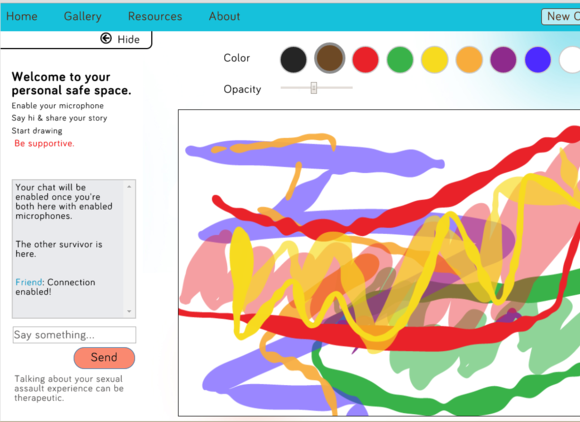 Home Gallery Resources About
Hide
Color
Opacity
Welcome to your
personal safe space.
Enable your microphone
Say hi & share your story
Start drawing
Be supportive.
Your chat will be
enabled once you're
both here with enabled
microphones.
The other survivor is
here.
Friend: Connection
enabled!
Say something...
Send
Talking about your sexual
assault experience can be
therapeutic.